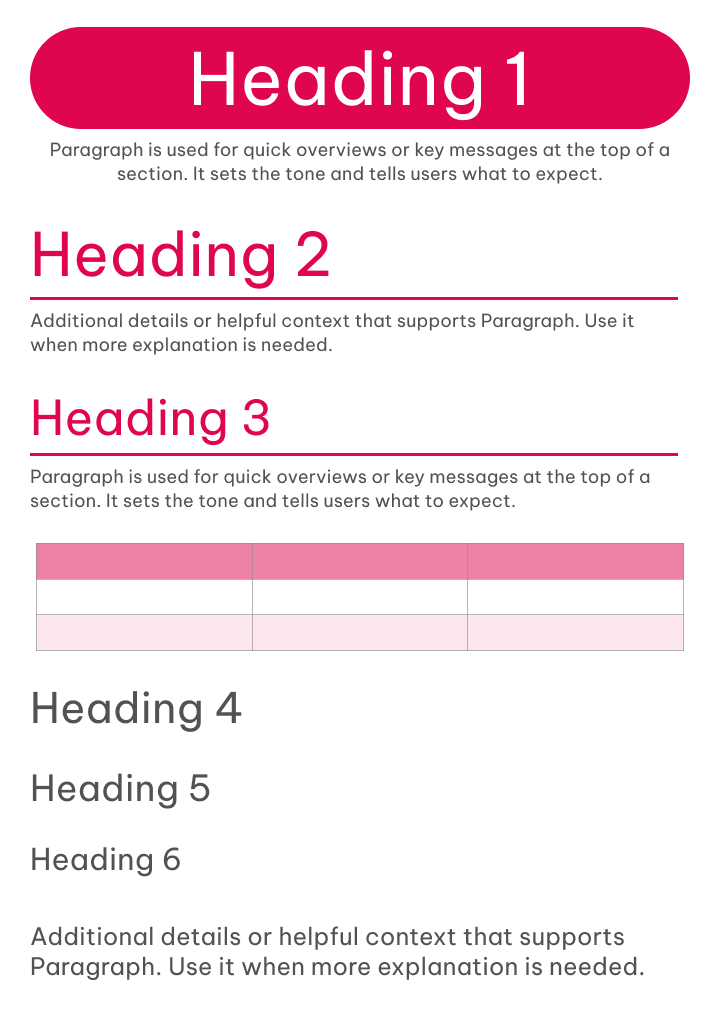 Heading 1
Paragraph is used for quick overviews or key messages at the top of a
section. It sets the tone and tells users what to expect.
Heading 2
Additional details or helpful context that supports Paragraph. Use it
when more explanation is needed.
Heading 3
Paragraph is used for quick overviews or key messages at the top of a
section. It sets the tone and tells users what to expect.
Heading 4
Heading 5
Heading 6
Additional details or helpful context that supports
Paragraph. Use it when more explanation is needed.